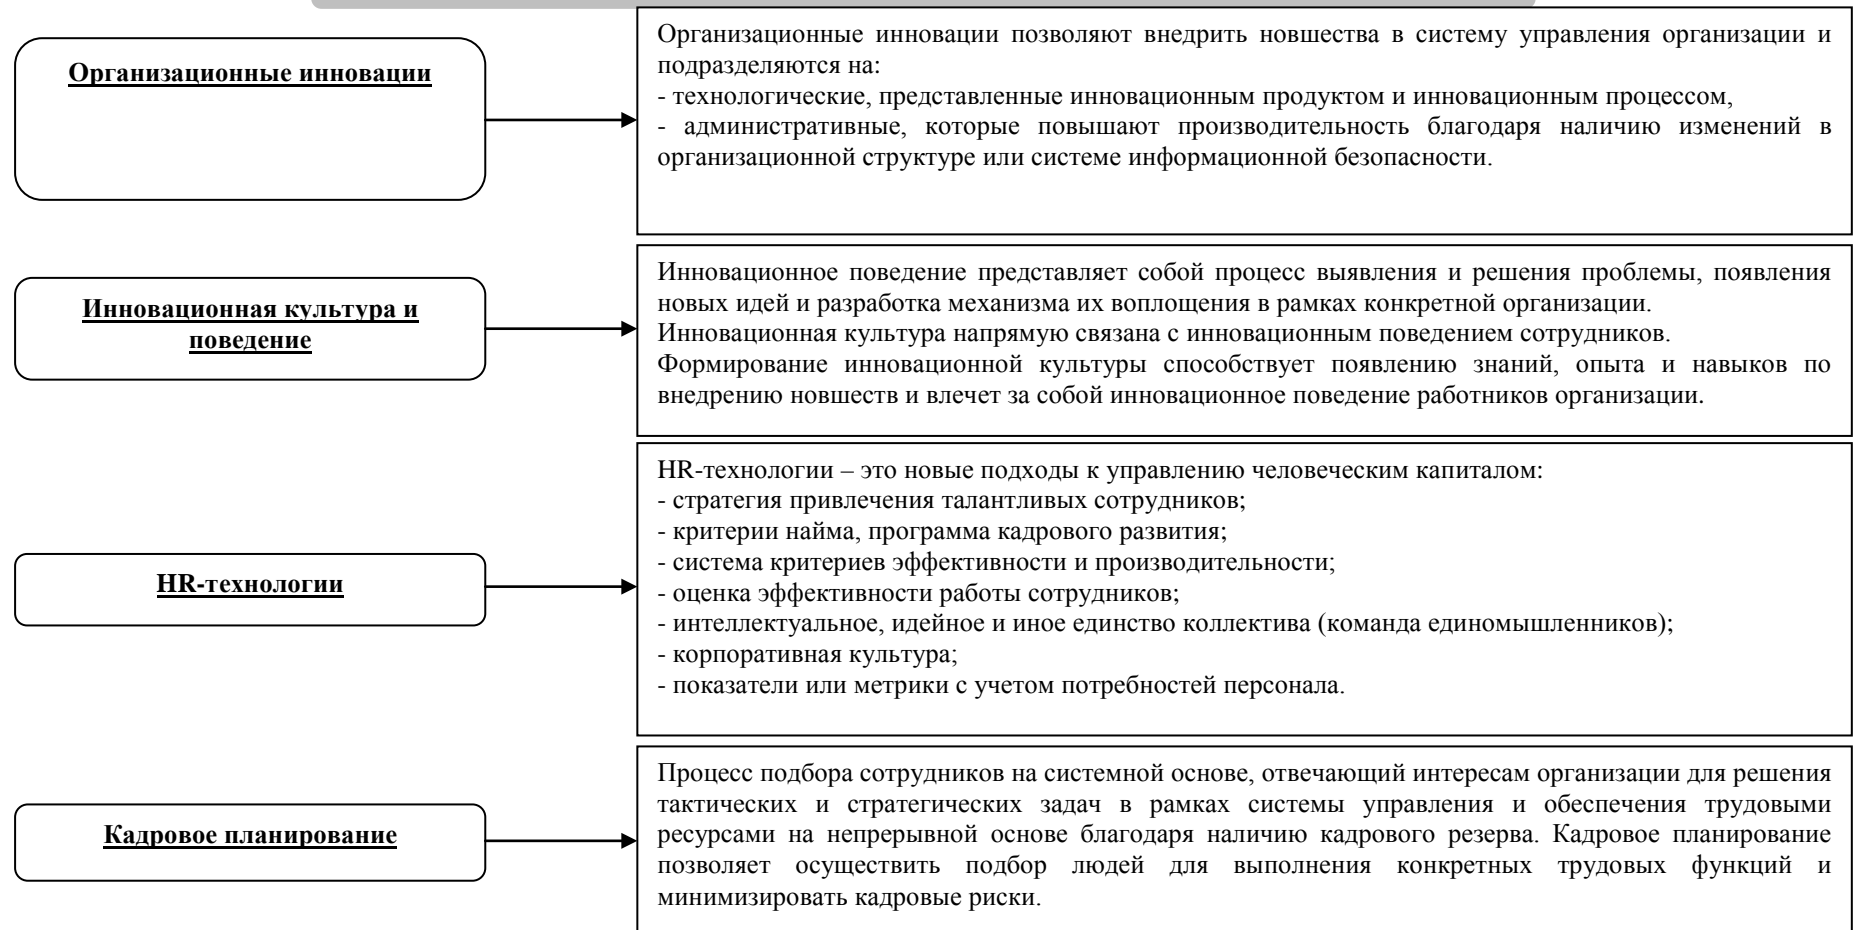 Организационные инновации
Организационные инновации позволяют внедрить новшества в систему управления организации и
подразделяются на:
- технологические, представленные инновационным продуктом и инновационным процессом,
- административные, которые повышают производительность благодаря наличию изменений в
организационной структуре или системе информационной безопасности.
Инновационная культура и
поведение
Инновационное поведение представляет собой процесс выявления и решения проблемы, появления
новых идей и разработка механизма их воплощения в рамках конкретной организации.
Инновационная культура напрямую связана с инновационным поведением сотрудников.
Формирование инновационной культуры способствует появлению знаний, опыта и навыков по
внедрению новшеств и влечет за собой инновационное поведение работников организации.
HR-технологии
HR-технологии – это новые подходы к управлению человеческим капиталом:
- стратегия привлечения талантливых сотрудников;
- критерии найма, программа кадрового развития;
- система критериев эффективности и производительности;
- оценка эффективности работы сотрудников;
- интеллектуальное, идейное и иное единство коллектива (команда единомышленников);
- корпоративная культура;
- показатели или метрики с учетом потребностей персонала.
Кадровое планирование
Процесс подбора сотрудников на системной основе, отвечающий интересам организации для решения
тактических и стратегических задач в рамках системы управления и обеспечения трудовыми
ресурсами на непрерывной основе благодаря наличию кадрового резерва. Кадровое планирование
позволяет осуществить подбор людей для выполнения конкретных трудовых функций и
минимизировать кадровые риски.